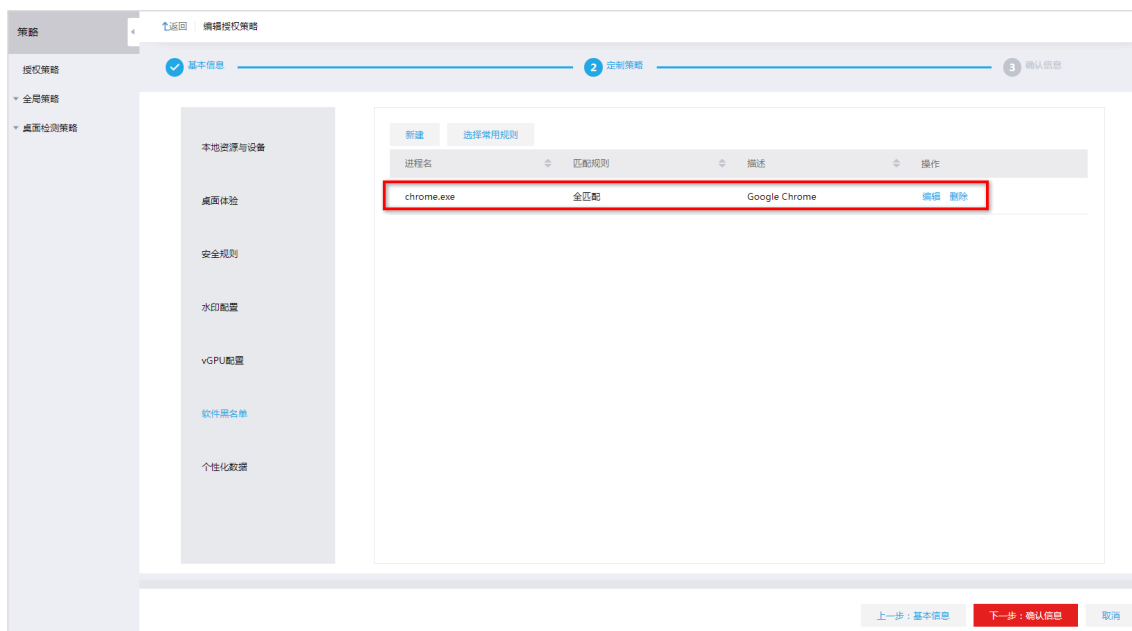 策略
返回 编辑授权策略
授权策略
全局策略
桌面检测策略
基本信息
2 定制策略
3 确认信息
本地资源与设备
桌面体验
安全规则
水印配置
vGPU配置
软件黑名单
个性化数据
新建 选择常用规则
进程名 匹配规则 描述 操作
chrome.exe 全匹配 Google Chrome 编辑 删除
上一步：基本信息 下一步：确认信息 取消